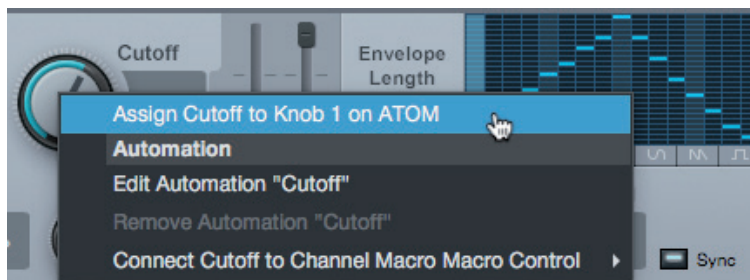 Cutoff
Envelope
Length
Assign Cutoff to Knob 1 on ATOM
Automation
Edit Automation "Cutoff"
Remove Automation "Cutoff"
Connect Cutoff to Channel Macro Macro Control
Sync